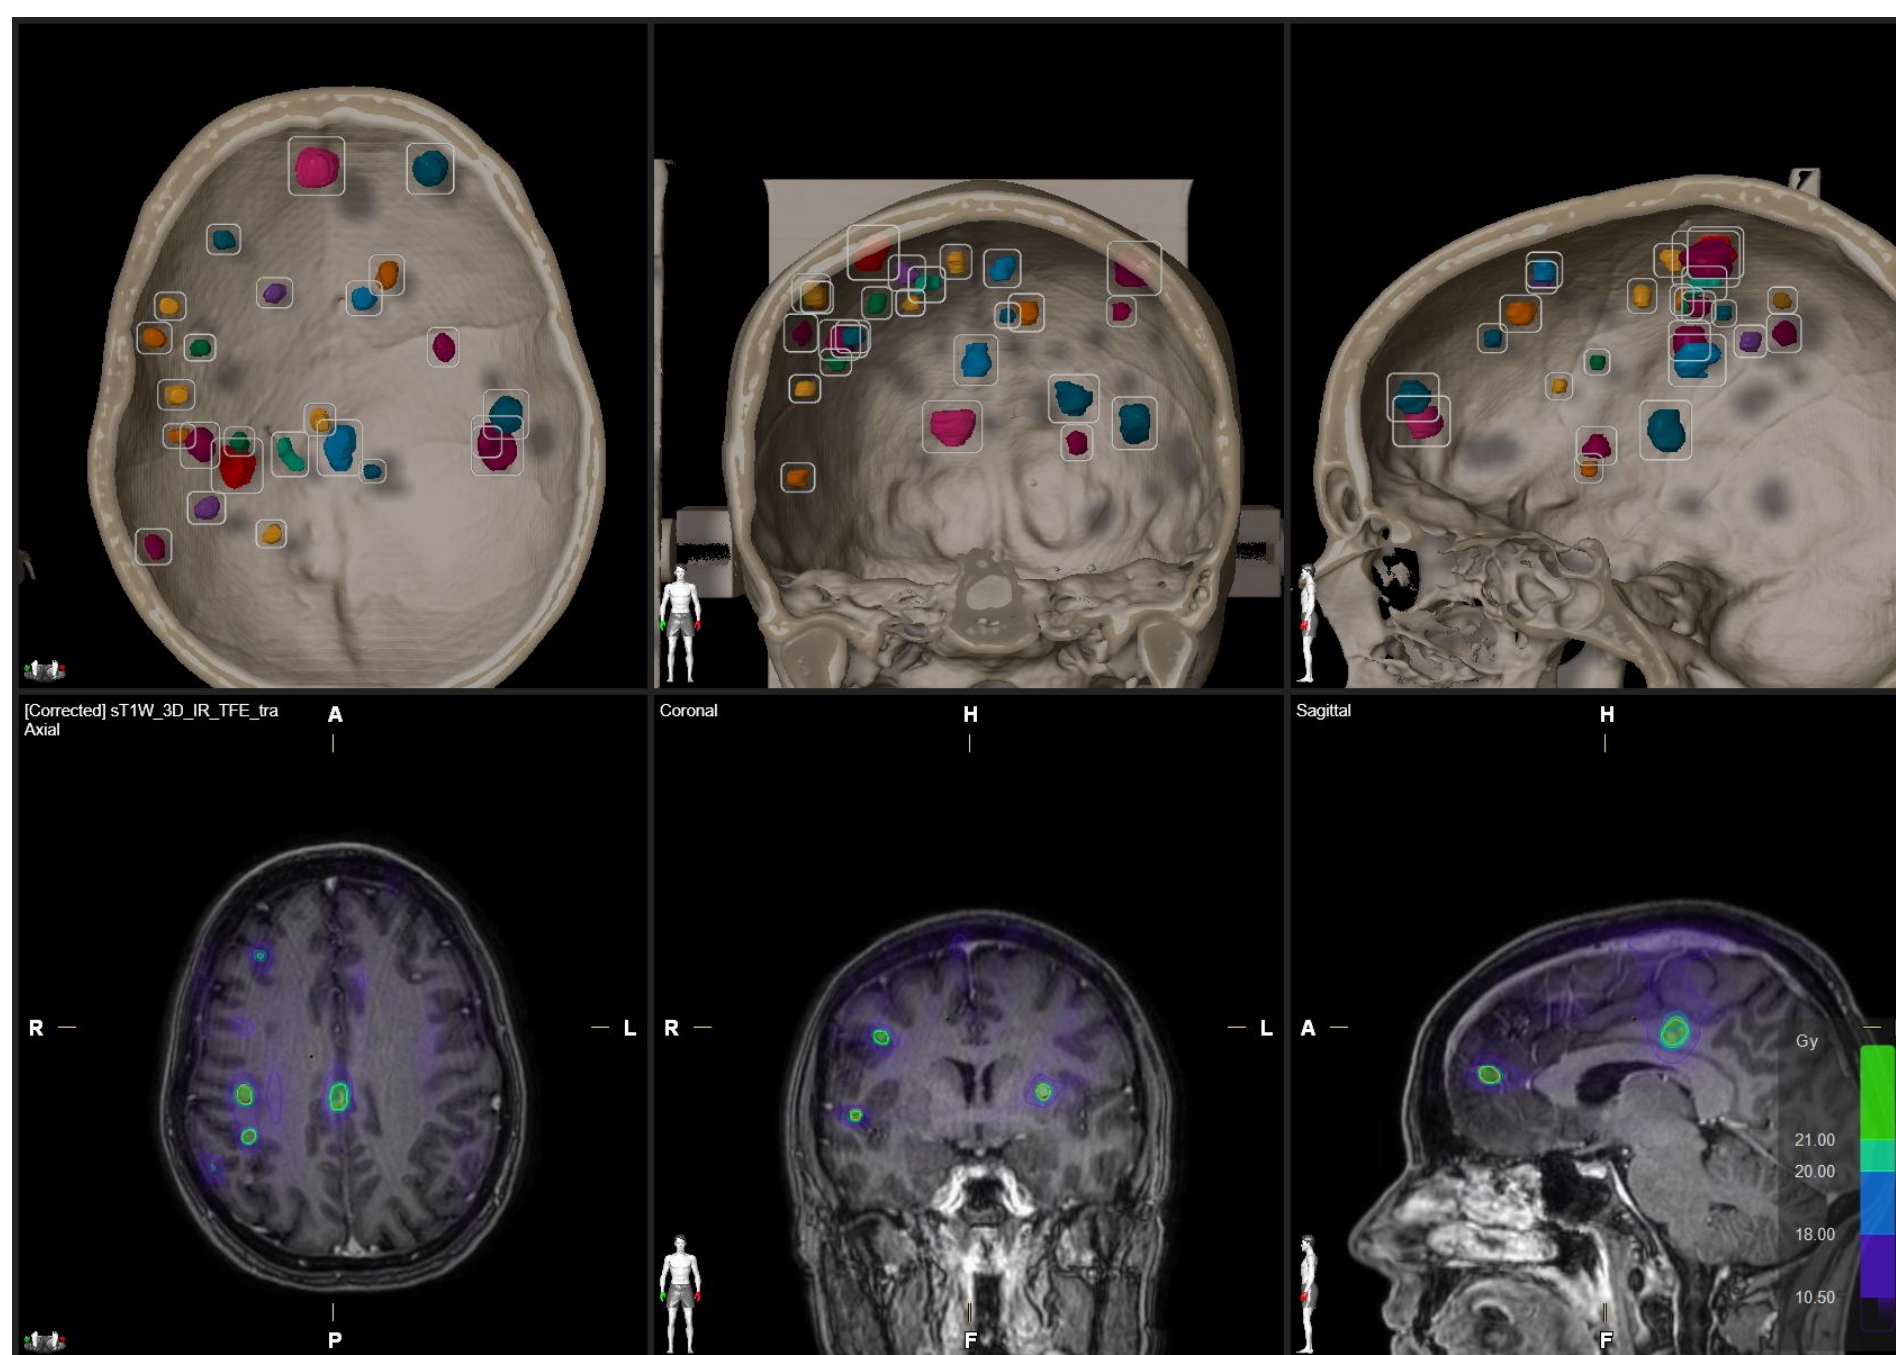 [Corrected] sT1W_3D_IR_TFE_tra
Axial
A
R
L
P
Coronal
H
R
L
F
Sagittal
H
A
F
Gy
21.00
20.00
18.00
10.50